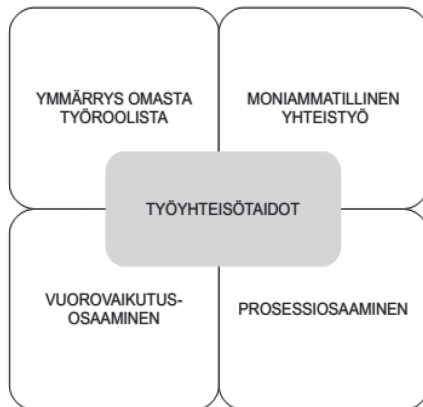 YMMÄRRYS OMASTA
TYÖROOLISTA
MONIAMMATILLINEN
YHTEISTYÖ
TYÖYHTEISÖTAIDOT
VUOROVAIKUTUS-
OSAAMINEN
PROSESSIOSAAMINEN